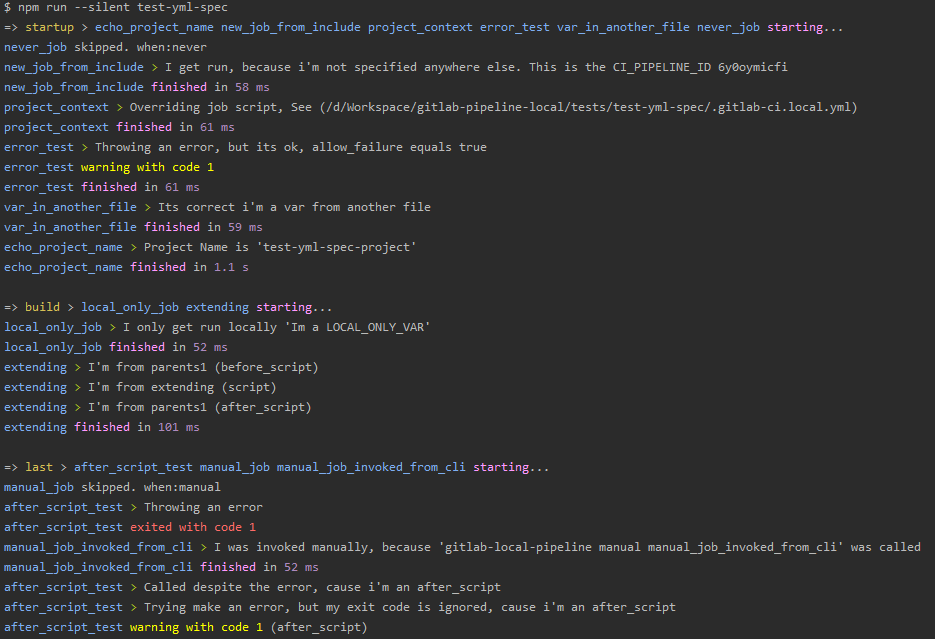 $ npm run --silent test-yml-spec
=> startup > echo_project_name new_job_from_include project_context error_test var_in_another_file never_job starting...
never_job skipped. when:never
new_job_from_include > I get run, because i'm not specified anywhere else. This is the CI_PIPELINE_ID 6y0oymicfi
new_job_from_include finished in 58 ms
project_context > Overriding job script, See (/d/Workspace/gitlab-pipeline-local/tests/test-yml-spec/.gitlab-ci.local.yml)
project_context finished in 61 ms
error_test > Throwing an error, but its ok, allow_failure equals true
error_test warning with code 1
error_test finished in 61 ms
var_in_another_file > Its correct i'm a var from another file
var_in_another_file finished in 59 ms
echo_project_name > Project Name is 'test-yml-spec-project'
echo_project_name finished in 1.1 s
=> build > local_only_job extending starting...
local_only_job > I only get run locally 'Im a LOCAL_ONLY_VAR'
local_only_job finished in 52 ms
extending > I'm from parents1 (before_script)
extending > I'm from extending (script)
extending > I'm from parents1 (after_script)
extending finished in 101 ms
=> last > after_script_test manual_job manual_job_invoked_from_cli starting...
manual_job skipped. when:manual
after_script_test > Throwing an error
after_script_test exited with code 1
manual_job_invoked_from_cli > I was invoked manually, because 'gitlab-local-pipeline manual manual_job_invoked_from_cli' was called
manual_job_invoked_from_cli finished in 52 ms
after_script_test > Called despite the error, cause i'm an after_script
after_script_test > Trying make an error, but my exit code is ignored, cause i'm an after_script
after_script_test warning with code 1 (after_script)